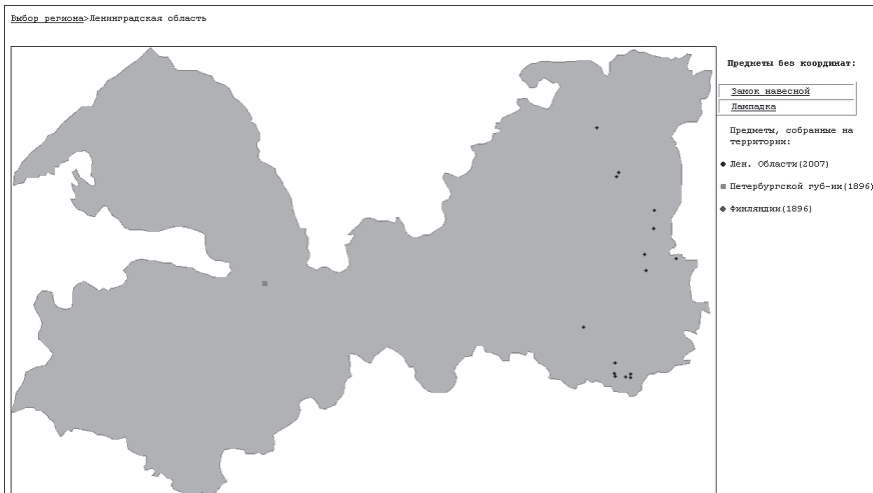 Выбор региона>Ленинградская область
Предметы без координат:
Замок навесной
Лампадка
Предметы, собранные на
территории:
Лен. Области(2007)
Петербургской губ-ии(1896)
Финляндии(1896)